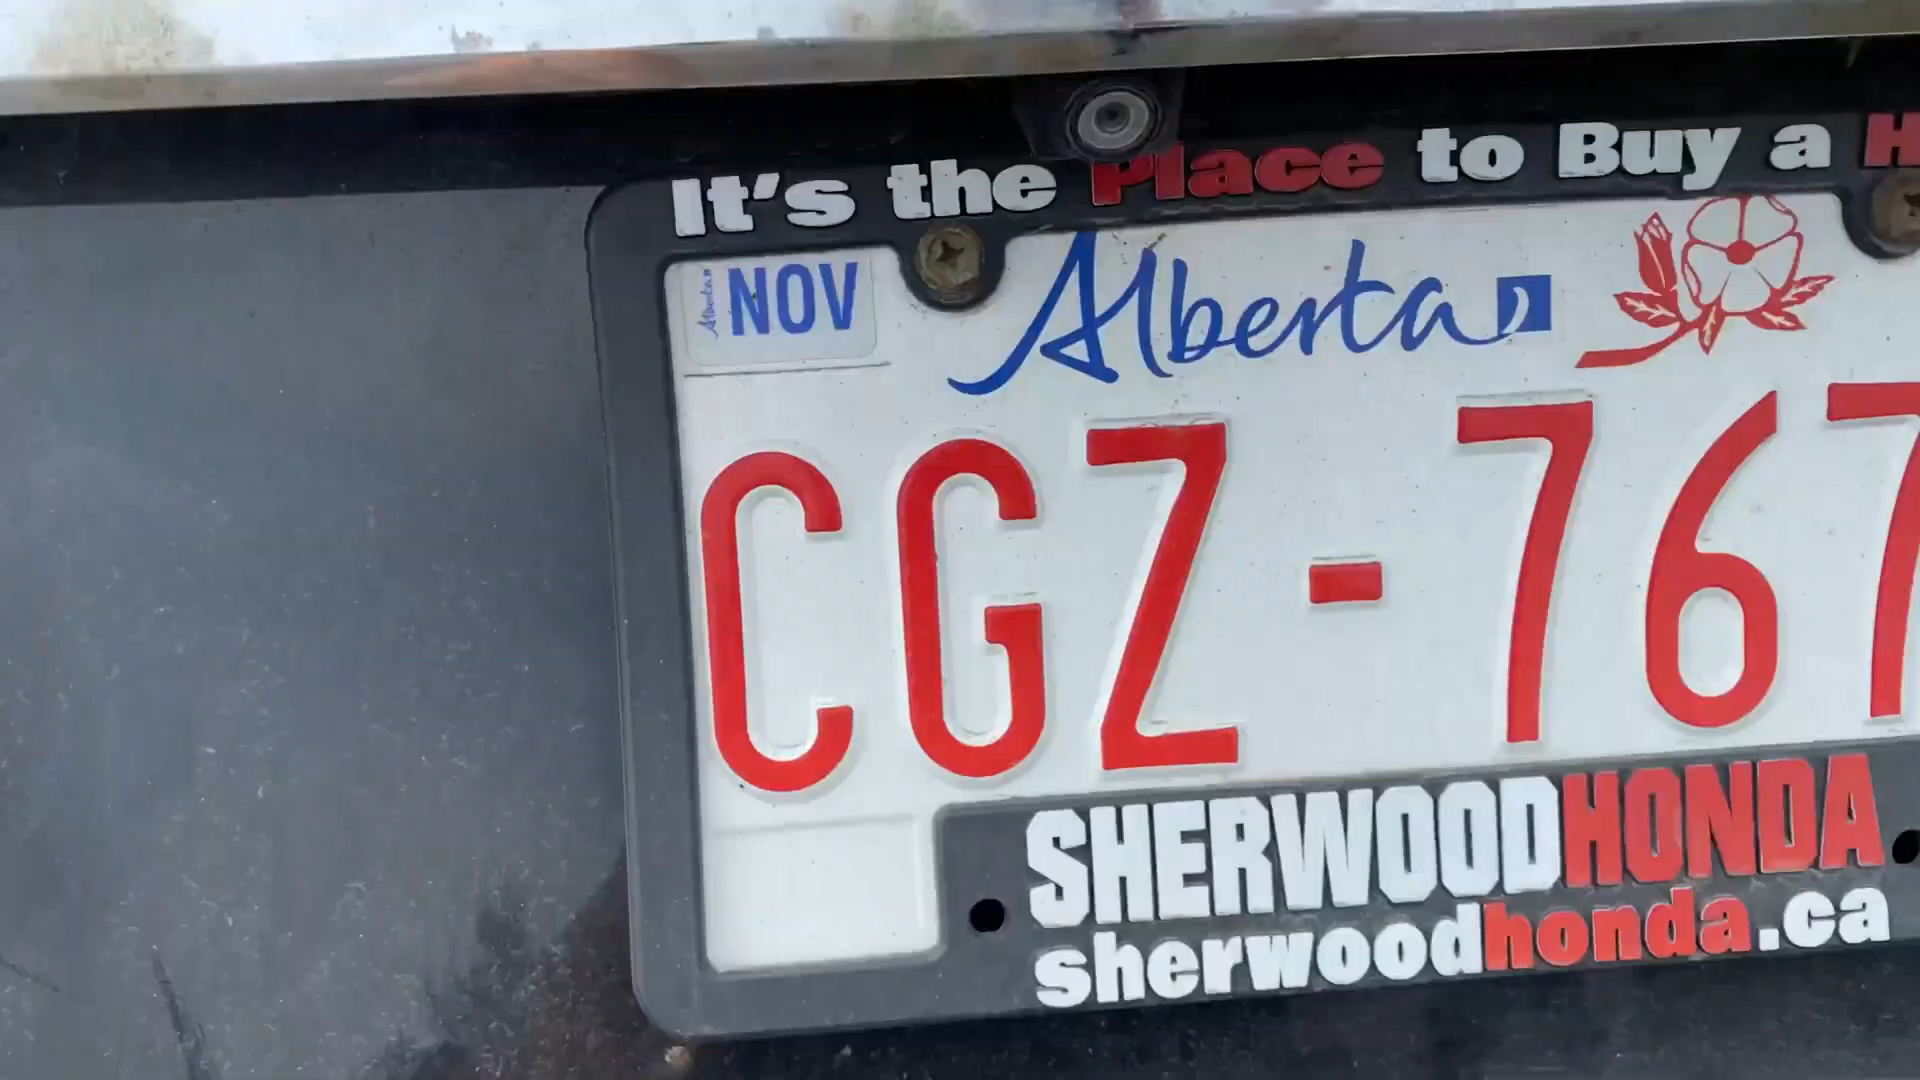 It's the Place to Buy a H
Alberta NOV
Alberta
CGZ-767
SHERWOODHONDA
sherwoodhonda.ca